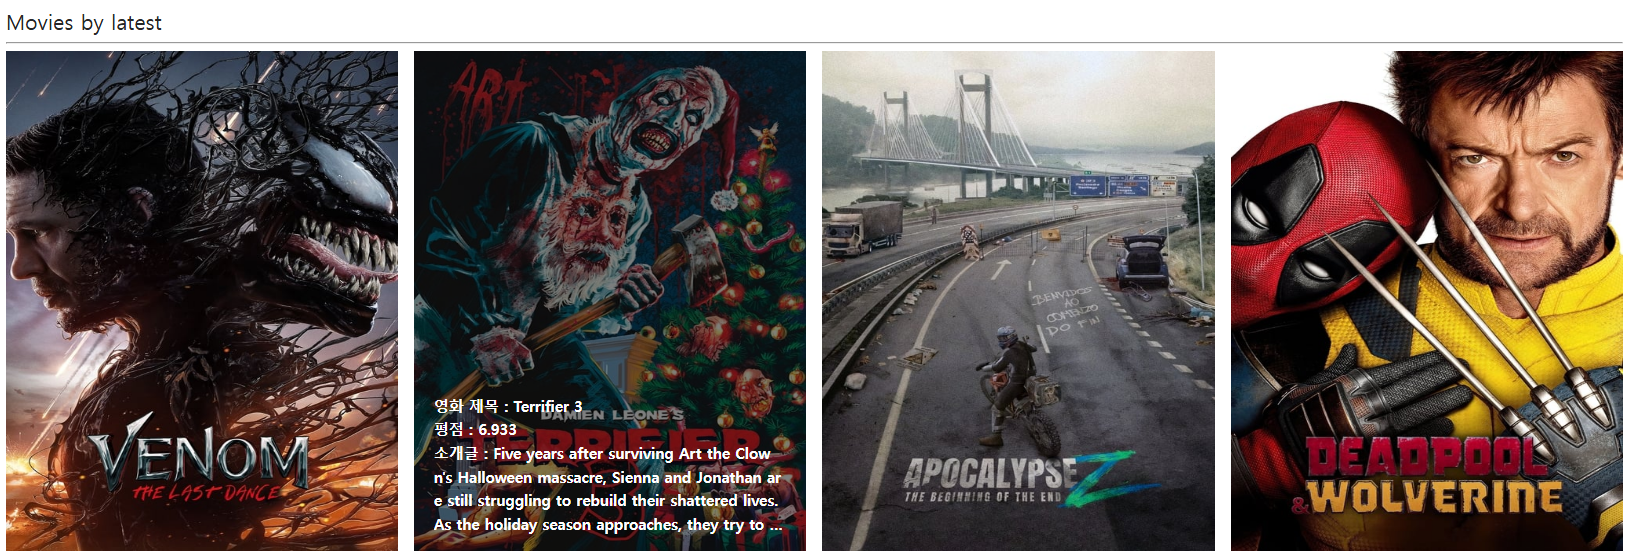 Movies by latest
VENOM
THE LAST DANCE
ART
영화 제목 : Terrifier 3
DAMIEN LEONE'S
평점 : 6.933
TERRIFIER
소개글 : Five years after surviving Art the Clow
n's Halloween massacre, Sienna and Jonathan ar
e still struggling to rebuild their shattered lives.
As the holiday season approaches, they try to ...
BENVIDOS
AO
COMENZO
DO FIN
APOCALYPSE Z
THE BEGINNING OF THE END
DEADPOOL
& WOLVERINE